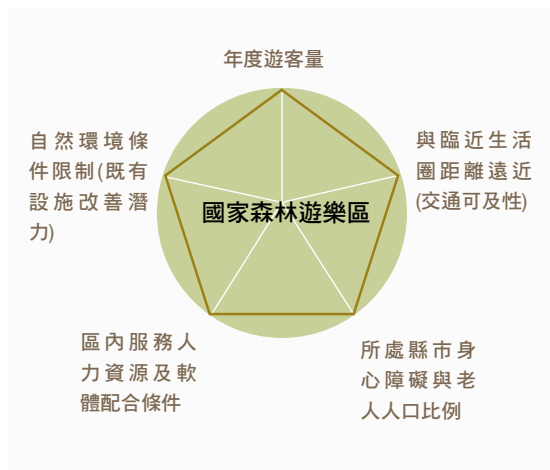 年度遊客量
自然環境條
件限制(既有
設施改善潛
力)
與臨近生活
圈距離遠近
(交通可及性)
國家森林遊樂區
區內服務人
力資源及軟
體配合條件
所處縣市身
心障礙與老
人人口比例